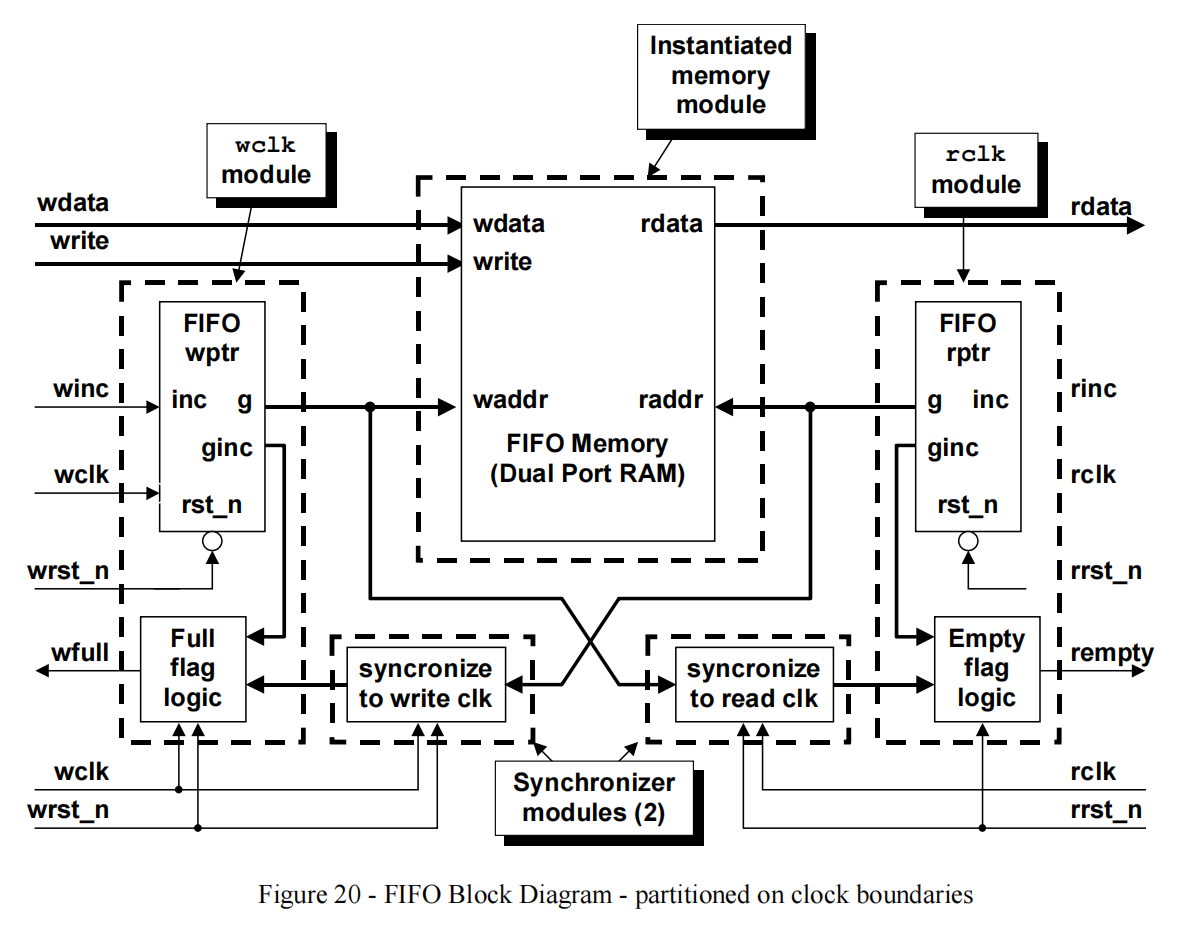 Instantiated
memory
module
wclk
module
rclk
module
wdata
write
wdata
write
rdata
rdata
FIFO
wptr
inc g
ginc
rst_n
winc
wclk
wrst_n
waddr
raddr
FIFO Memory
(Dual Port RAM)
FIFO
rptr
g inc
ginc
rst_n
rinc
rclk
rrst_n
wfull
Full
flag
logic
syncronize
to write clk
syncronize
to read clk
Empty
flag
logic
rempty
wclk
wrst_n
Synchronizer
modules (2)
rclk
rrst_n
Figure 20 - FIFO Block Diagram - partitioned on clock boundaries